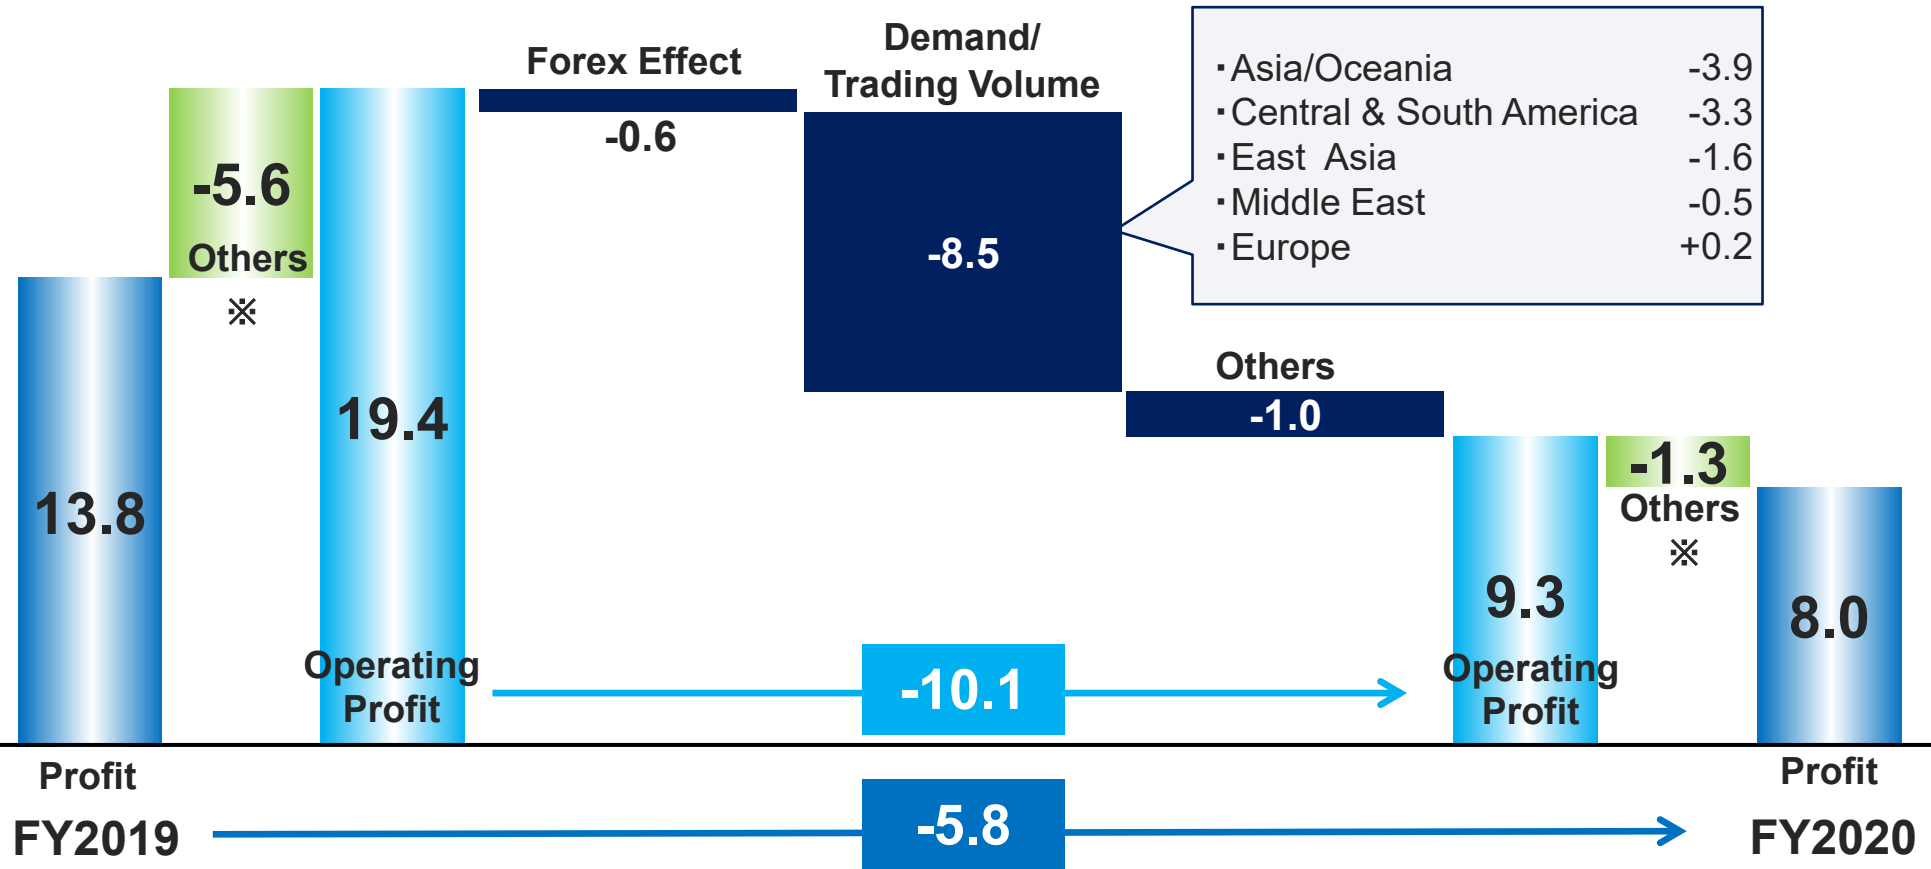 Forex Effect
-0.6
Demand/
Trading Volume
-8.5
・Asia/Oceania -3.9
・Central & South America -3.3
・East Asia -1.6
・Middle East -0.5
・Europe +0.2
-5.6
Others
※
13.8
19.4
Operating
Profit
Others
-1.0
-1.3
Others
※
9.3
Operating
Profit
8.0
-10.1
Profit
FY2019
-5.8
Profit
FY2020